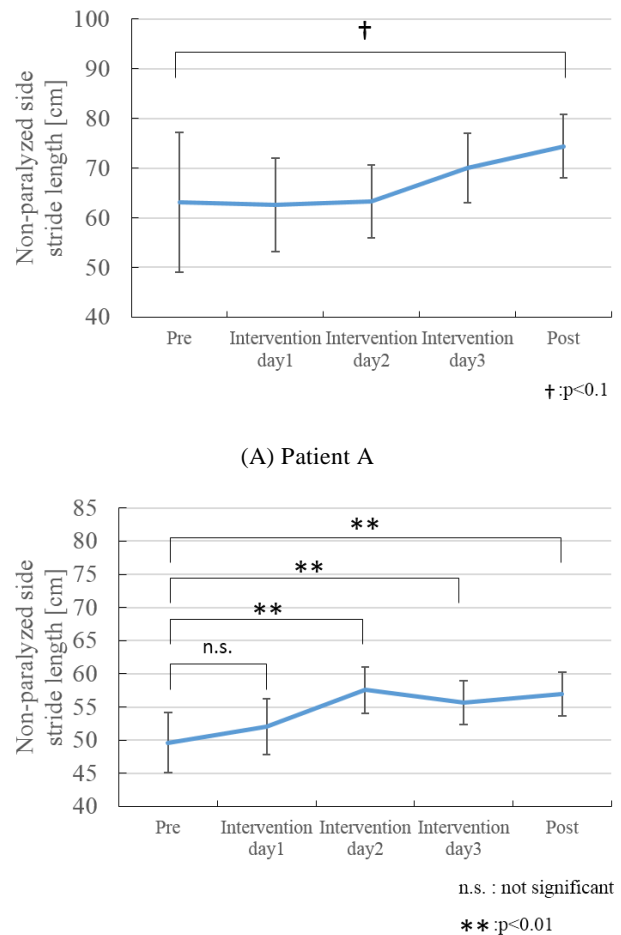 100
†
90
80
70
60
50
40
Non-paralyzed side
stride length [cm]
Pre
Intervention
day1
Intervention
day2
Intervention
day3
Post
†:p<0.1
(A) Patient A
85
80
75
70
65
60
55
50
45
40
Non-paralyzed side
stride length [cm]
**
**
**
n.s.
Pre
Intervention
day1
Intervention
day2
Intervention
day3
Post
n.s. : not significant
**:p<0.01